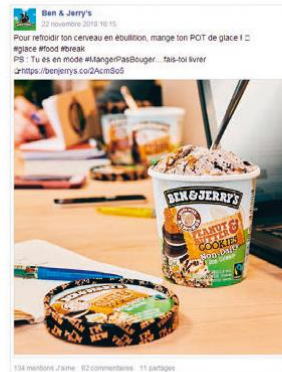 Ben & Jerry's
22 novembre 2018 16:15
Pour refroidir ton cerveau en ébullition, mange ton POT de glace !
#glace #food #break
PS : Tu es en mode #MangerPasBouger... fais-toi livrer
https://benjerrys.co/2AcmSo5
BEN & JERRY'S
PEANUT BUTTER &
COOKIES
Non-Dairy
134 mentions J'aime 62 commentaires 11 partages